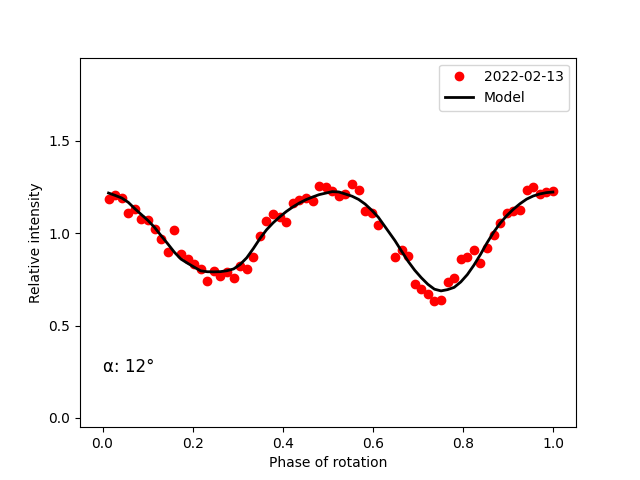 2022-02-13
Model
1.5
1.0
0.5
0.0
Relative intensity
α: 12°
0.0 0.2 0.4 0.6 0.8 1.0
Phase of rotation